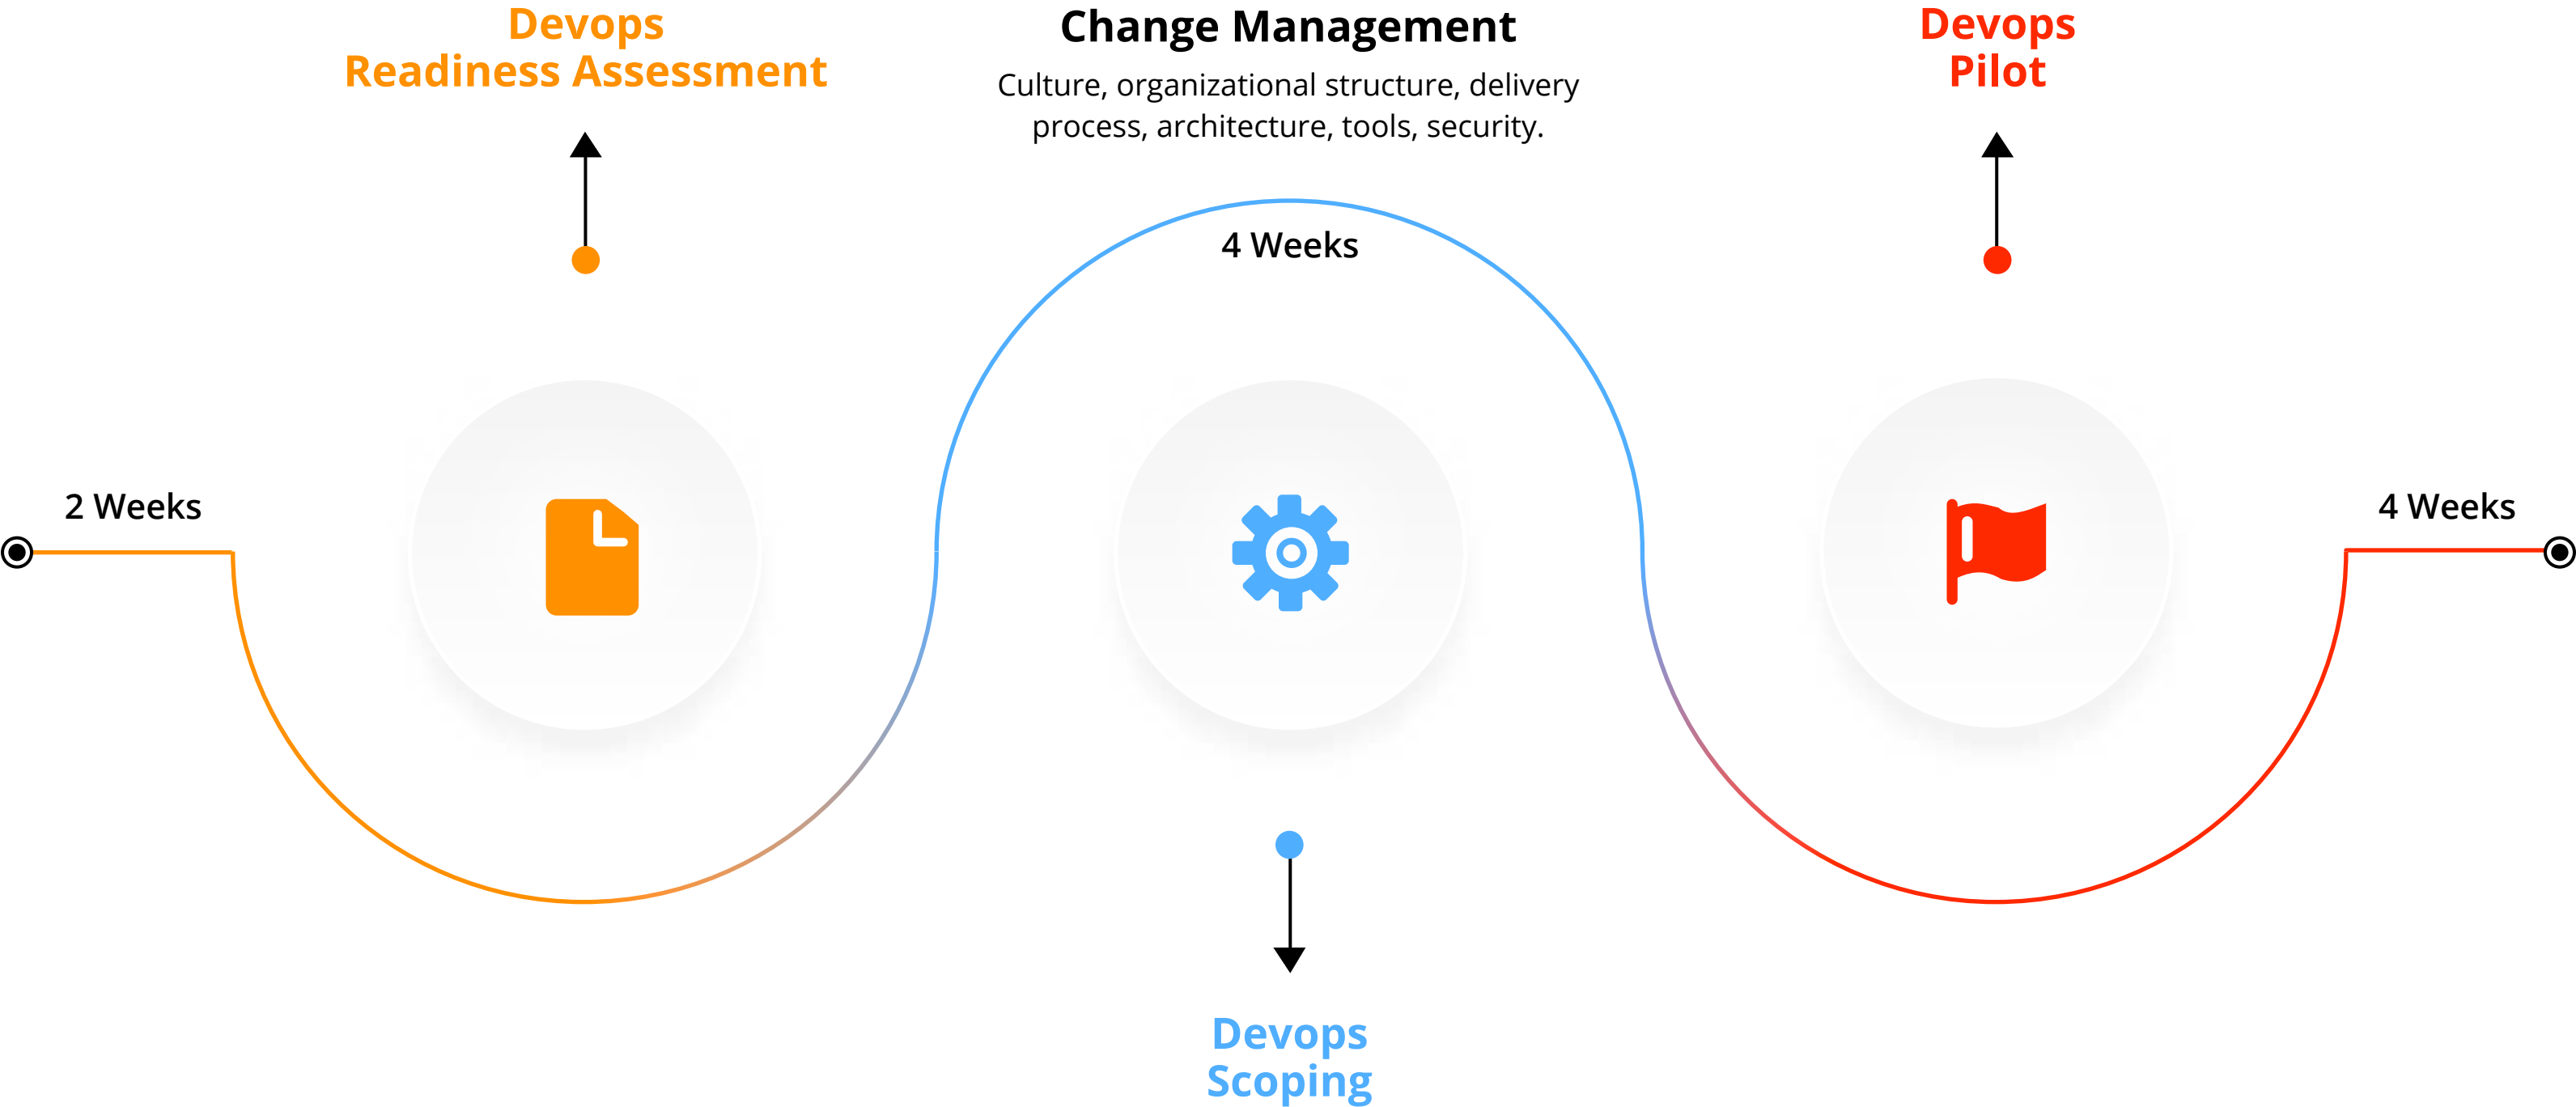 Devops
Readiness Assessment
Change Management
Culture, organizational structure, delivery
process, architecture, tools, security.
Devops
Pilot
4 Weeks
2 Weeks
4 Weeks
Devops
Scoping